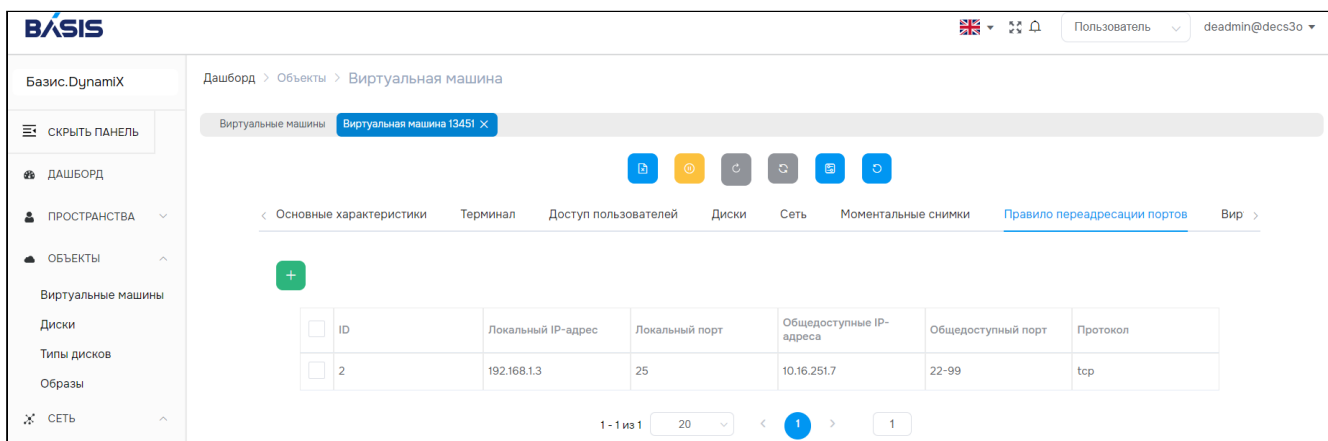 BASIS
Пользователь
deadmin@decs3o
Базис.DynamiX
Дашборд > Объекты > Виртуальная машина
СКРЫТЬ ПАНЕЛЬ
Виртуальные машины Виртуальная машина 13451 ×
ДАШБОРД
ПРОСТРАНСТВА
< Основные характеристики Терминал Доступ пользователей Диски Сеть Моментальные снимки Правило переадресации портов Вир >
ОБЪЕКТЫ
Виртуальные машины
Диски
Типы дисков
Образы
СЕТЬ
+
ID Локальный IP-адрес Локальный порт Общедоступные IP-
адреса Общедоступный порт Протокол
2 192.168.1.3 25 10.16.251.7 22-99 tcp
1 - 1 из 1 20 < 1 > 1